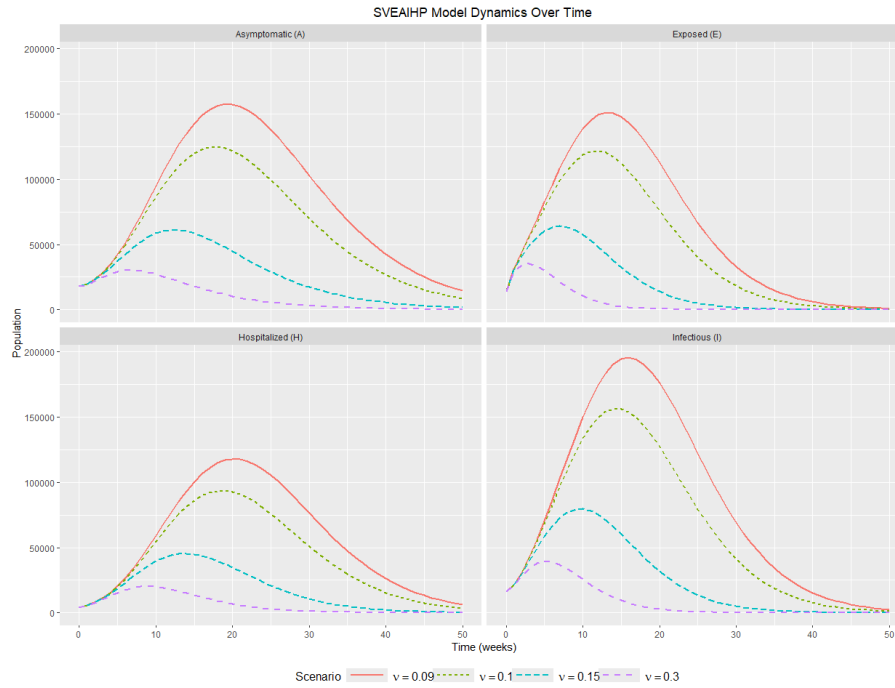 SVEAIHP Model Dynamics Over Time
Asymptomatic (A)
Exposed (E)
200000
150000
100000
50000
0
Hospitalized (H)
Infectious (I)
200000
150000
100000
50000
0
Population
0 10 20 30 40 50
0 10 20 30 40 50
Time (weeks)
Scenario ν = 0.09 ν = 0.1 ν = 0.15 ν = 0.3